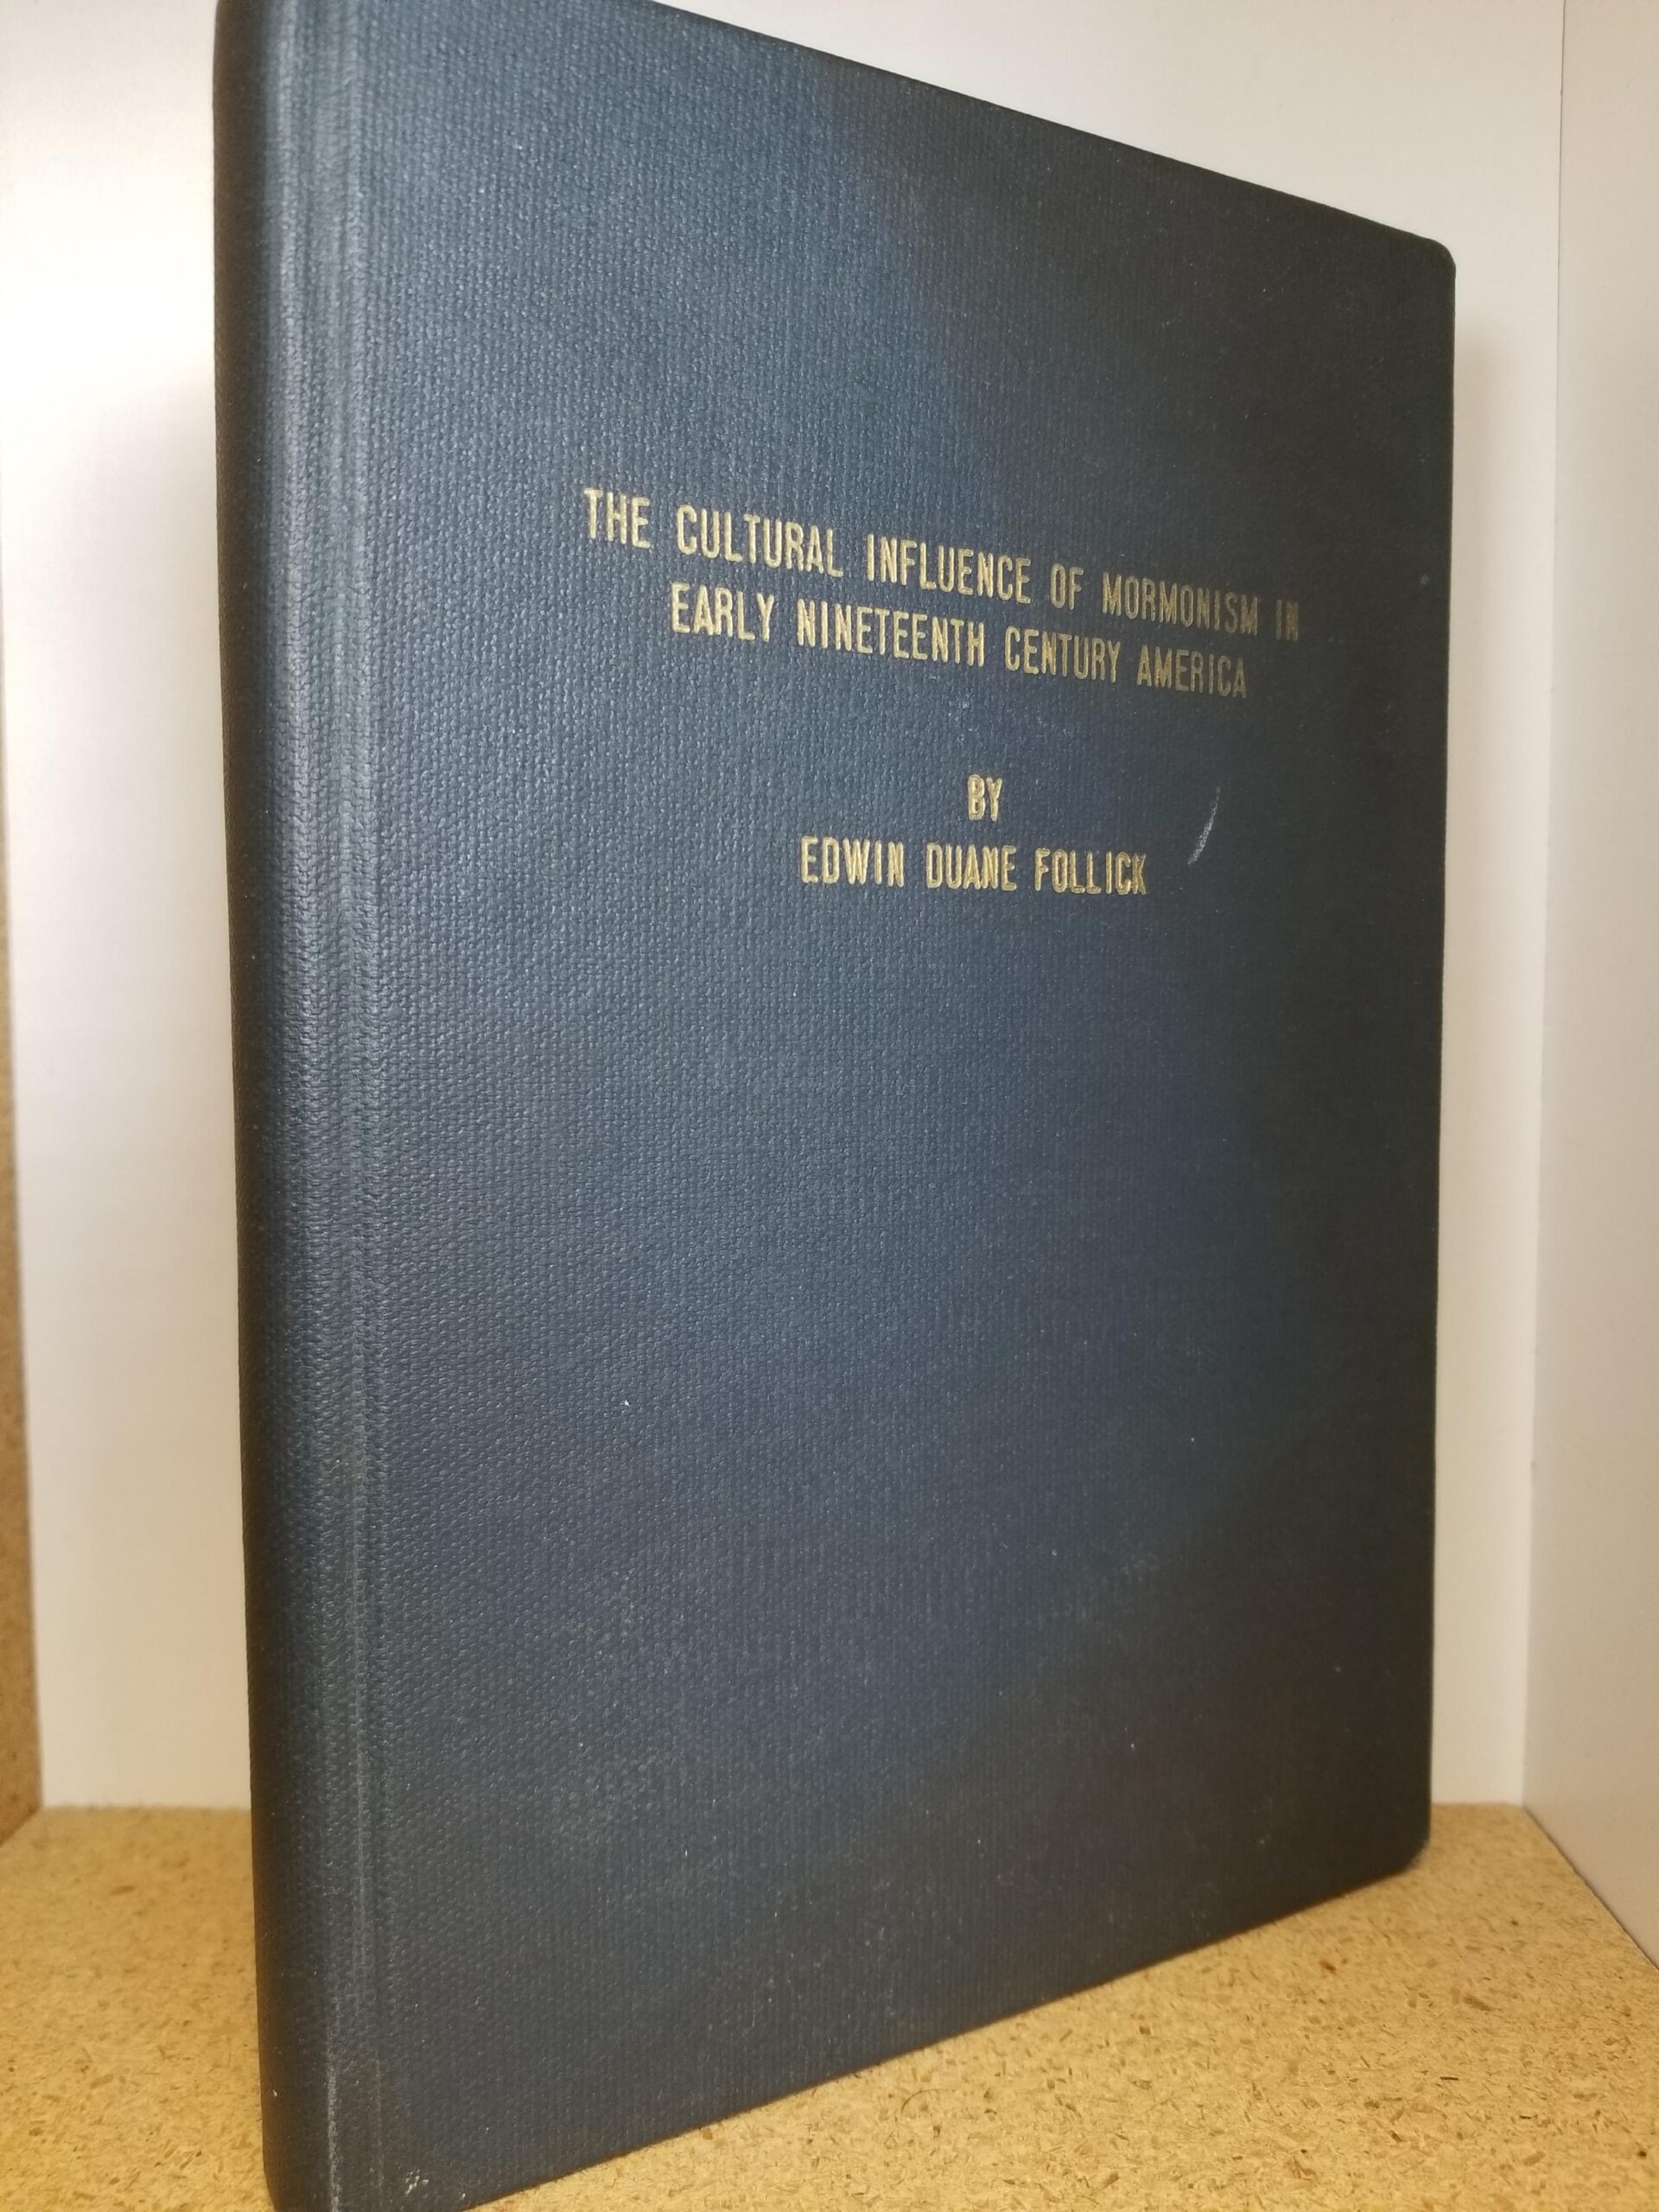 THE CULTURAL INFLUENCE OF MORMONISM IN
EARLY NINETEENTH CENTURY AMERICA
BY
EDWIN DUANE FOLLICK